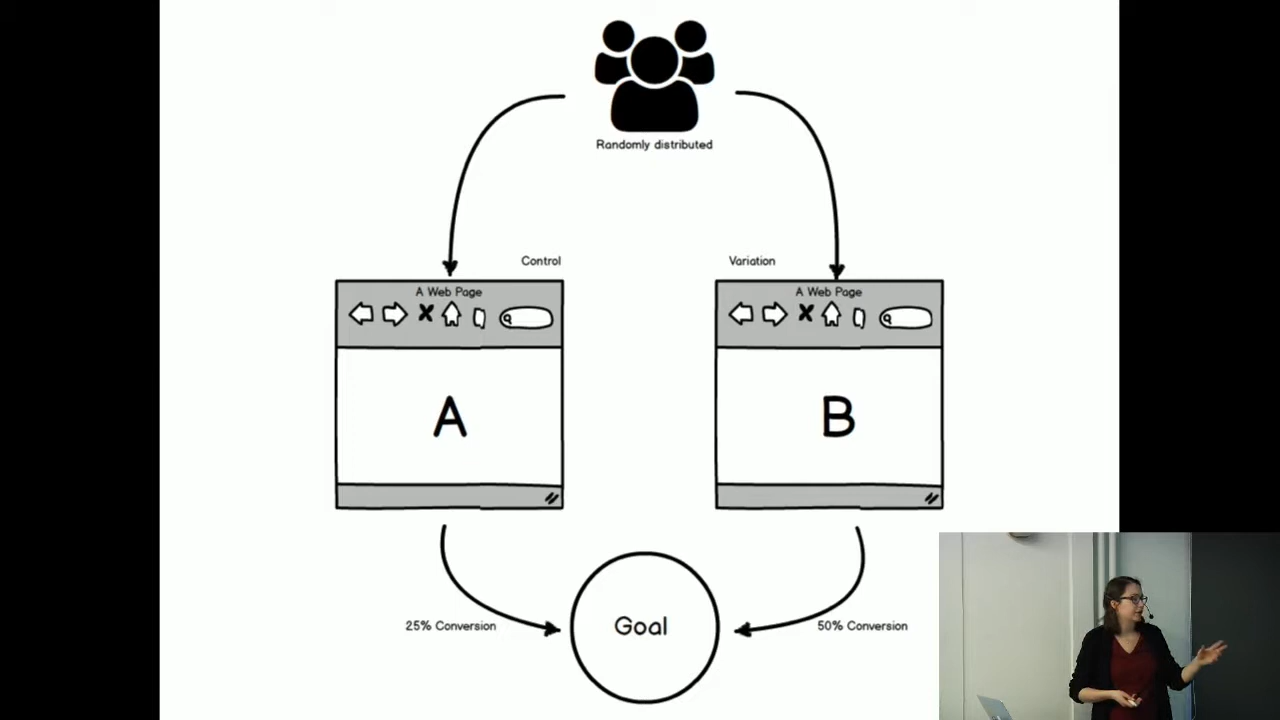 Randomly distributed
Control
Variation
A Web Page
A Web Page
A
B
Goal
25% Conversion
50% Conversion